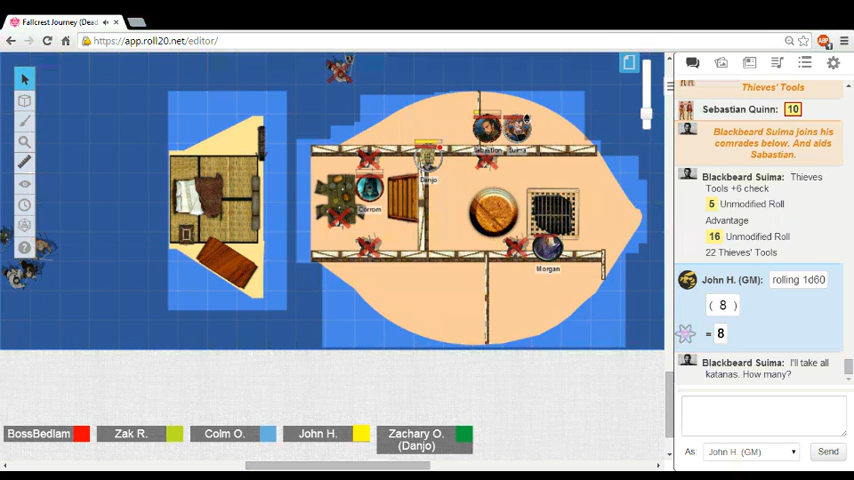 Fallcrest Journey (Dead
https://app.roll20.net/editor/
Thieves' Tools
Sebastian Quinn: 10
Blackbeard Suima joins his
comrades below. And aids
Sebastian.
Blackbeard Suima: Thieves
Tools +6 check
5 Unmodified Roll
Advantage
16 Unmodified Roll
22 Thieves' Tools
John H. (GM): rolling 1d60
( 8 )
= 8
Blackbeard Suima: I'll take all
katanas. How many?
As: John H. (GM)
Send
Sebastian
Suima
Danjo
Corrom
Morgan
BossBedlam
Zak R.
Colm O.
John H.
Zachary O.
(Danjo)